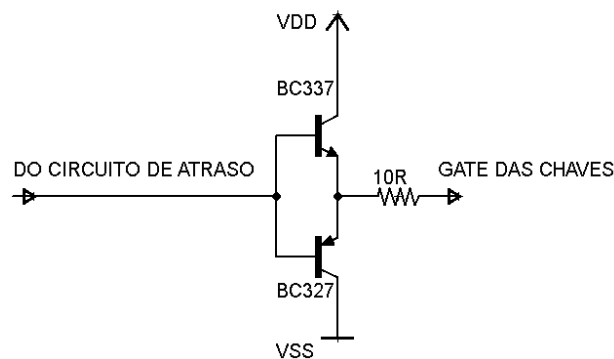 VDD
BC337
DO CIRCUITO DE ATRASO
10R
GATE DAS CHAVES
BC327
VSS